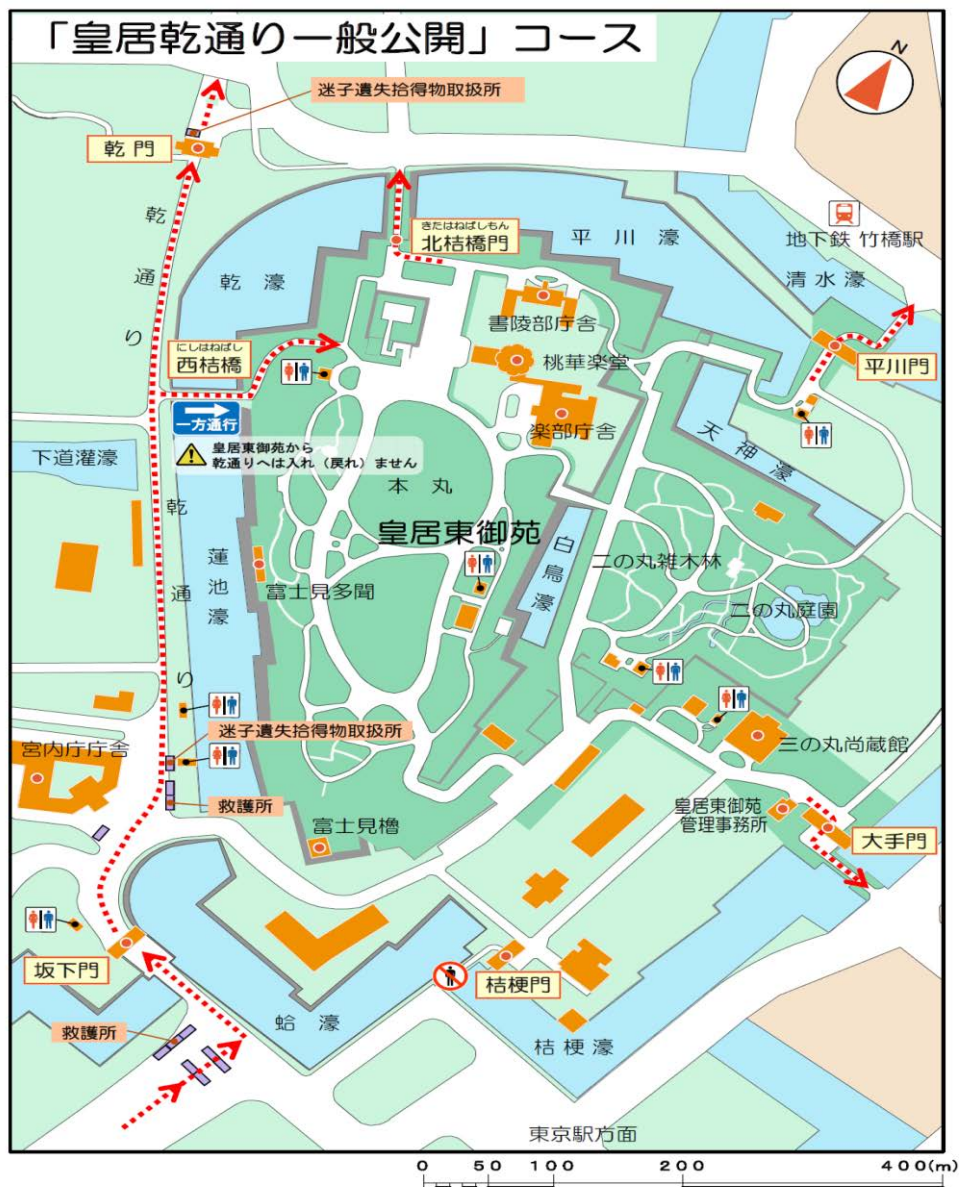 「皇居乾通り一般公開」コース
N
迷子遺失拾得物取扱所
乾門
乾通り
きたはねばしもん
北桔橋門
平川濠
地下鉄 竹橋駅
清水濠
乾濠
書陵部庁舎
桃華楽堂
平川門
にしはねばし
西桔橋
一方通行
皇居東御苑から
乾通りへは入れ（戻れ）ません
楽部庁舎
天神濠
下道灌濠
本丸
皇居東御苑
乾通り
蓮池濠
富士見多聞
白鳥濠
二の丸雑木林
二の丸庭園
迷子遺失拾得物取扱所
宮内庁庁舎
救護所
三の丸尚蔵館
富士見櫓
皇居東御苑
管理事務所
大手門
坂下門
桔梗門
救護所
蛤濠
桔梗濠
東京駅方面
0 50 100 200 400(m)